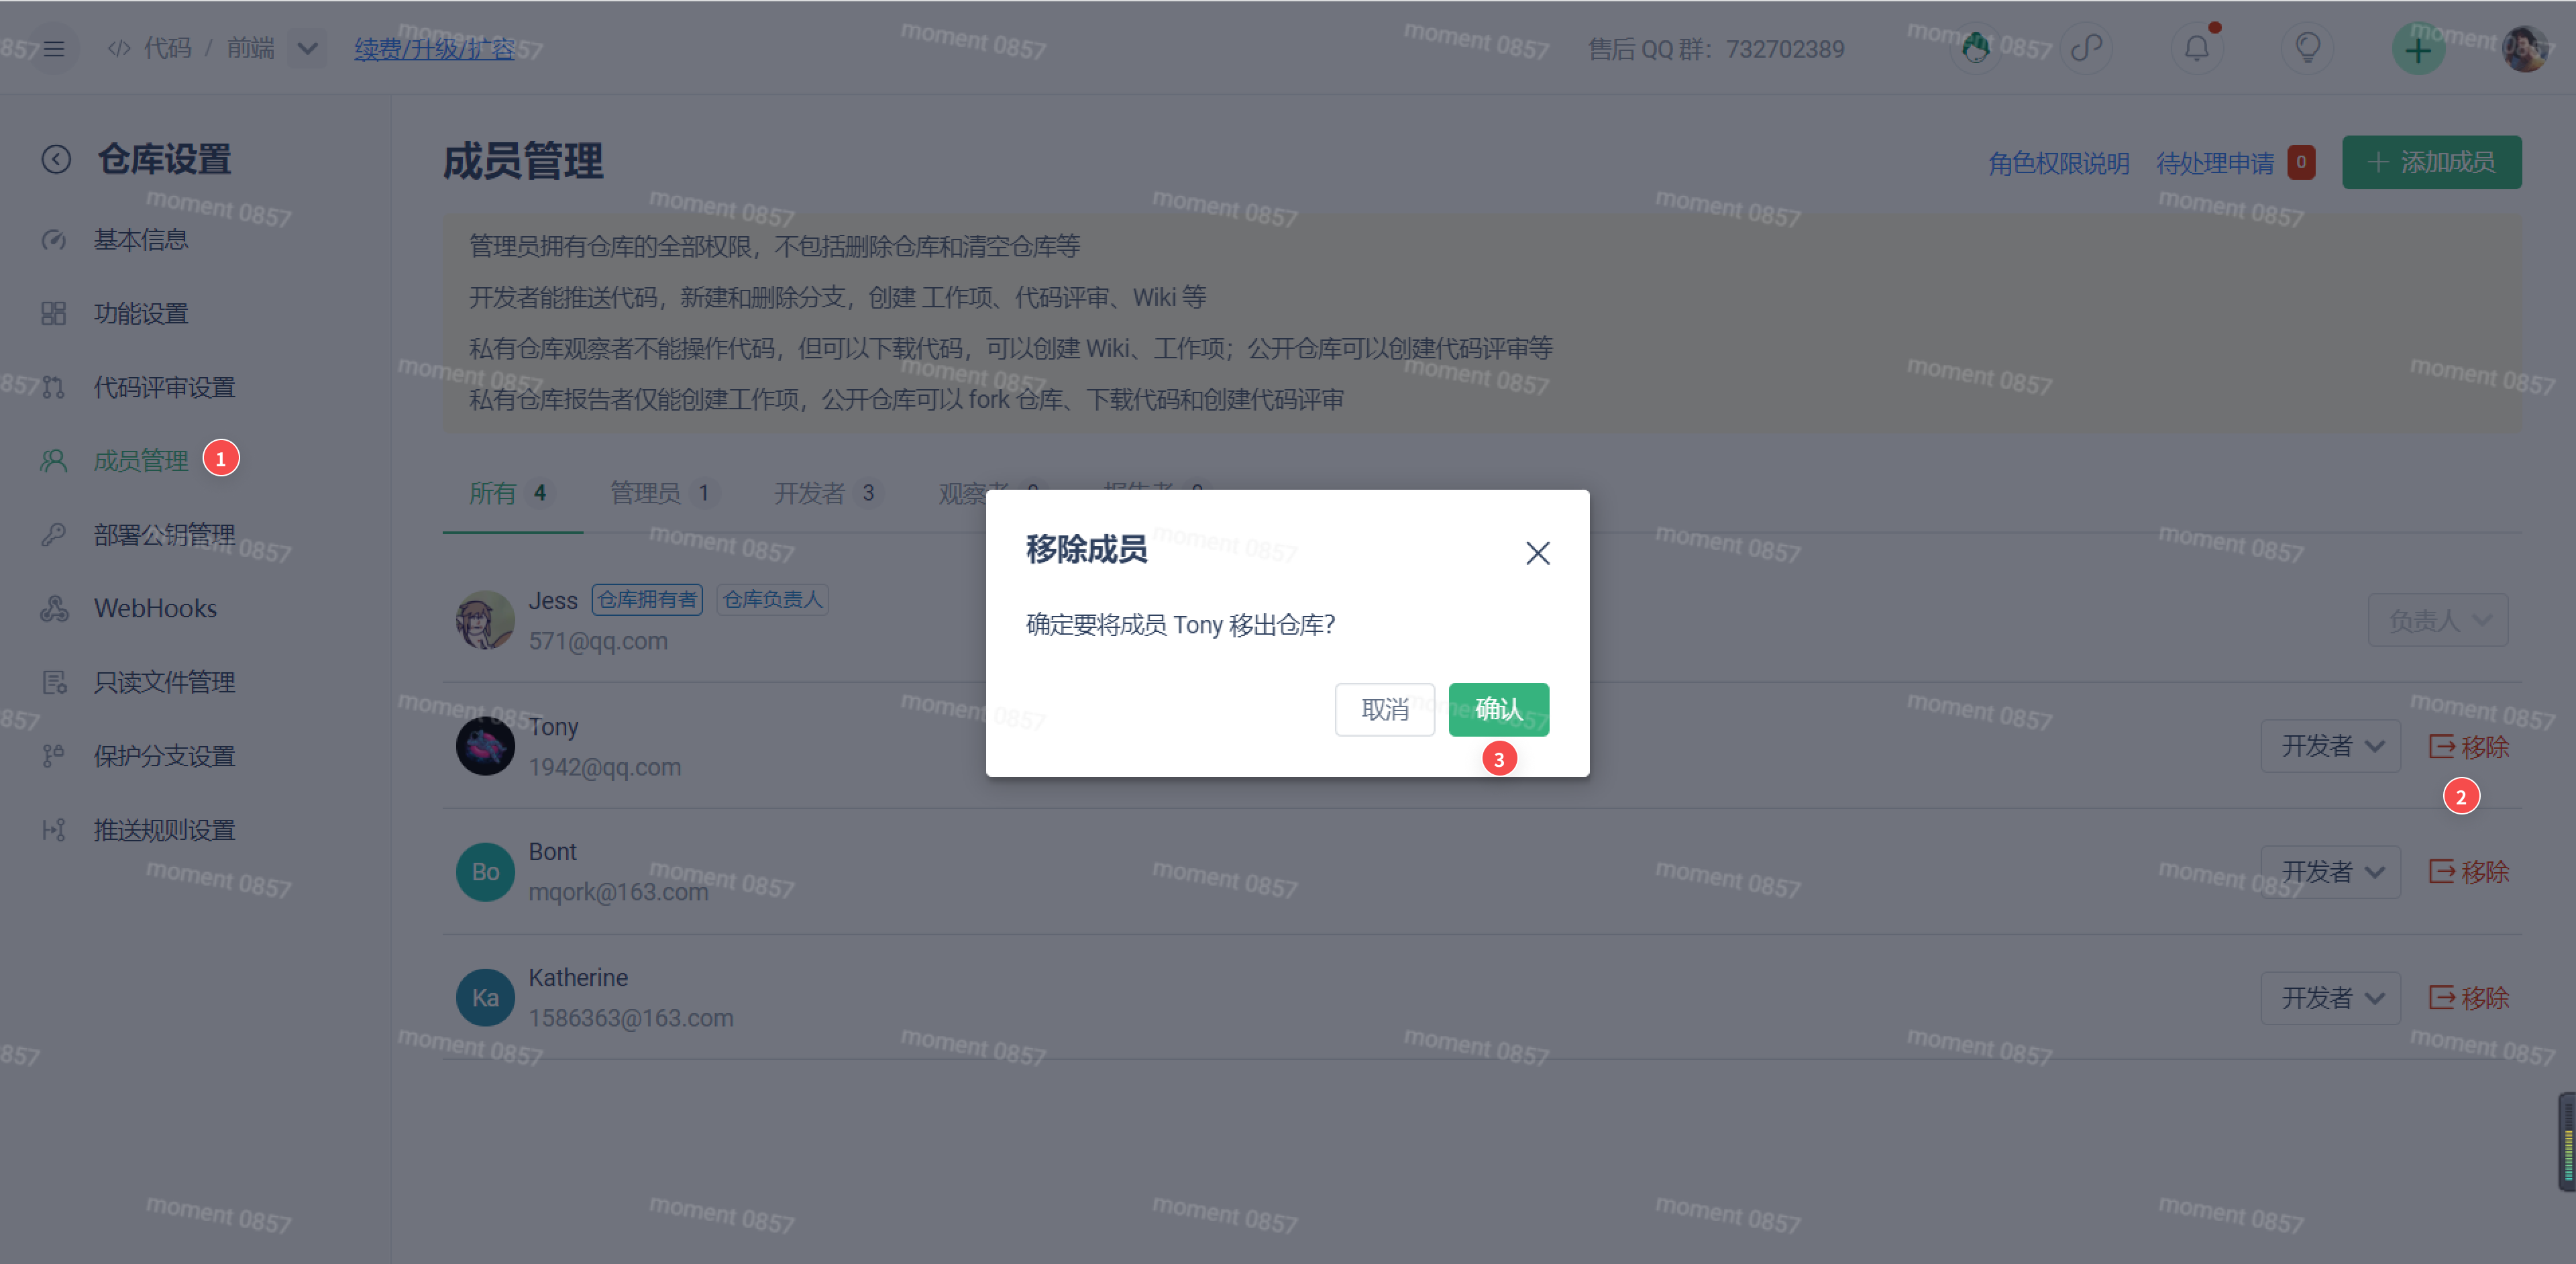 代码 / 前端
续费/升级/扩容
售后 QQ 群：732702389
仓库设置
基本信息
功能设置
代码评审设置
成员管理
1
部署公钥管理
WebHooks
只读文件管理
保护分支设置
推送规则设置
成员管理
角色权限说明
待处理申请 0
添加成员
管理员拥有仓库的全部权限，不包括删除仓库和清空仓库等
开发者能推送代码，新建和删除分支，创建 工作项、代码评审、Wiki 等
私有仓库观察者不能操作代码，但可以下载代码，可以创建 Wiki、工作项；公开仓库可以创建代码评审等
私有仓库报告者仅能创建工作项，公开仓库可以 fork 仓库、下载代码和创建代码评审
所有 4
管理员 1
开发者 3
观察者 0
报告者 0
Jess 仓库拥有者 仓库负责人
571@qq.com
负责人
Tony
1942@qq.com
开发者 移除
2
Bont
Bo
mqork@163.com
开发者 移除
Katherine
Ka
1586363@163.com
开发者 移除
移除成员
确定要将成员 Tony 移出仓库？
取消 确认
3
moment 0857